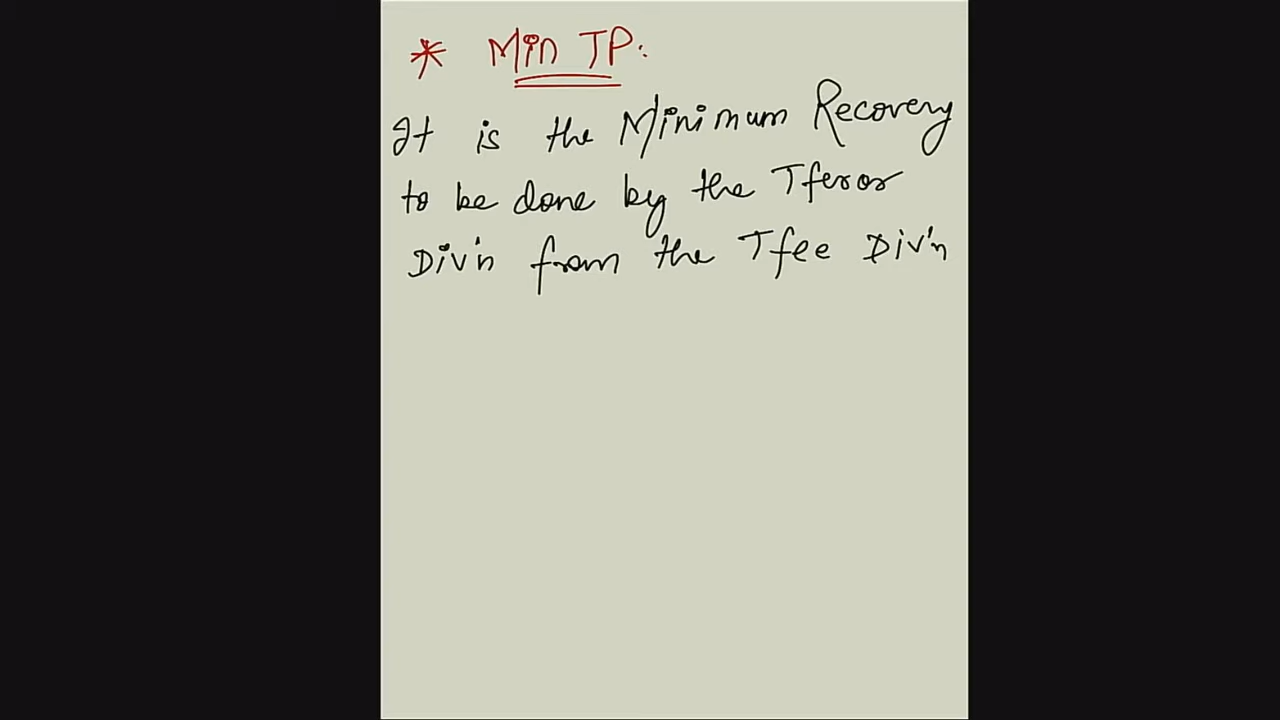 * Min TP:
It is the Minimum Recovery
to be done by the Tferor
Div'n from the Tfee Div'n